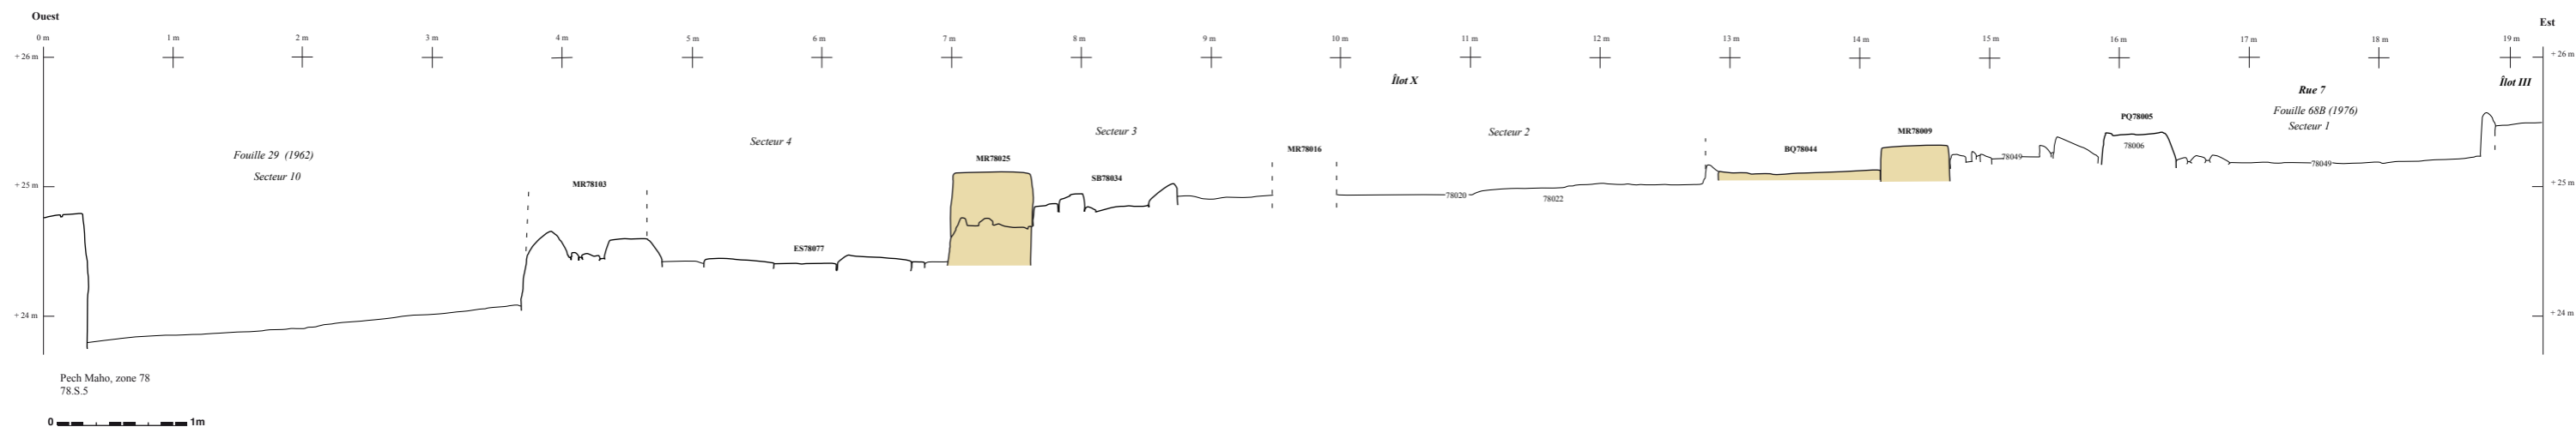 Ouest
Est
0 m 1 m 2 m 3 m 4 m 5 m 6 m 7 m 8 m 9 m 10 m 11 m 12 m 13 m 14 m 15 m 16 m 17 m 18 m 19 m
+ 26 m
+ 26 m
Îlot X
Îlot III
Rue 7
Fouille 68B (1976)
Secteur 1
PQ78005
78006
Secteur 3
Secteur 2
MR78009
Secteur 4
MR78016
BQ78044
Fouille 29 (1962)
Secteur 10
MR78025
78049
78049
SB78034
MR78103
+ 25 m
+ 25 m
78020
78022
ES78077
+ 24 m
+ 24 m
Pech Maho, zone 78
78.S.5
0 1m